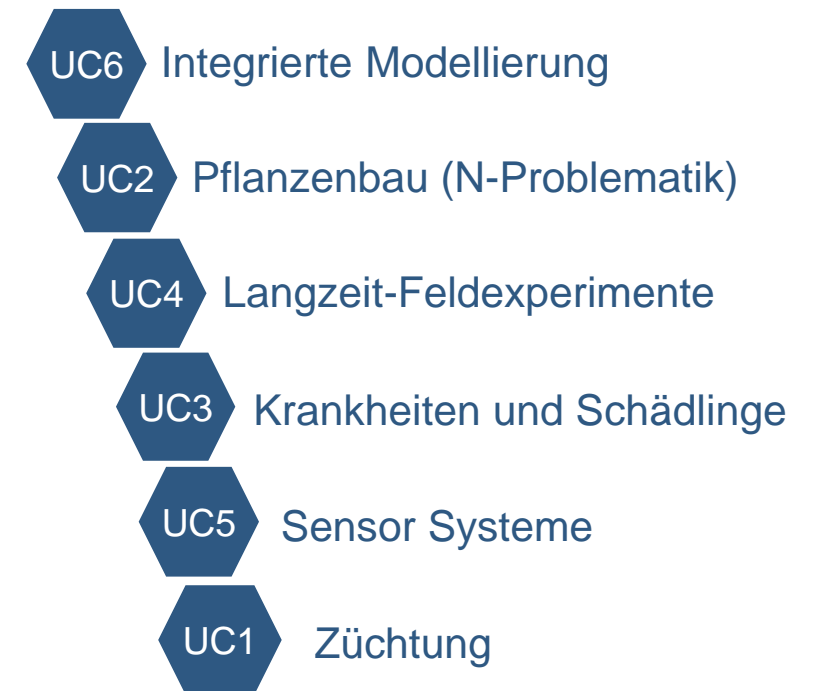 UC6 Integrierte Modellierung
UC2 Pflanzenbau (N-Problematik)
UC4 Langzeit-Feldexperimente
UC3 Krankheiten und Schädlinge
UC5 Sensor Systeme
UC1 Züchtung